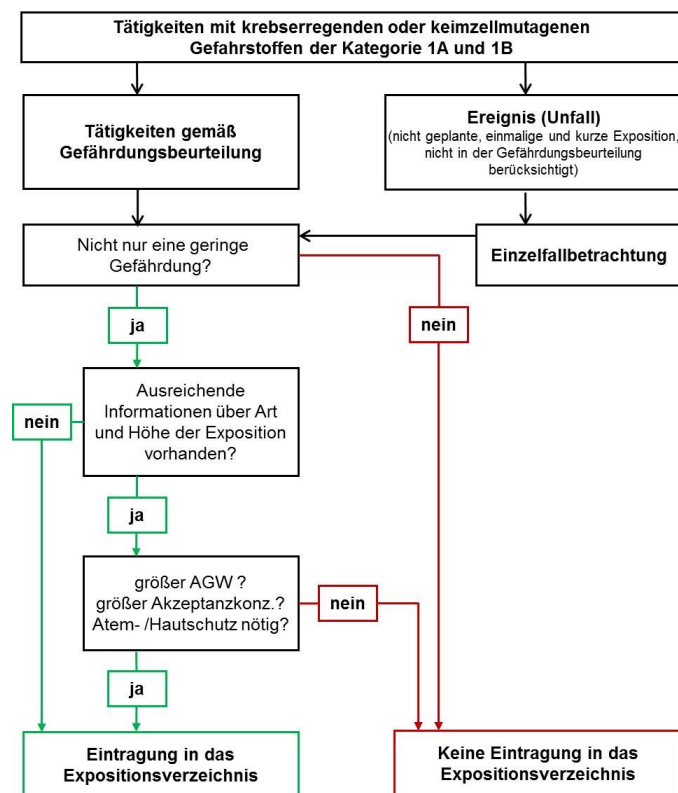 Tätigkeiten mit krebserregenden oder keimzellmutagenen
Gefahrstoffen der Kategorie 1A und 1B
Tätigkeiten gemäß
Gefährdungsbeurteilung
Ereignis (Unfall)
(nicht geplante, einmalige und kurze Exposition,
nicht in der Gefährdungsbeurteilung
berücksichtigt)
Nicht nur eine geringe
Gefährdung?
Einzelfallbetrachtung
ja
nein
Ausreichende
Informationen über Art
und Höhe der Exposition
vorhanden?
nein
ja
größer AGW ?
größer Akzeptanzkonz.?
Atem- /Hautschutz nötig?
nein
ja
Eintragung in das
Expositionsverzeichnis
Keine Eintragung in das
Expositionsverzeichnis